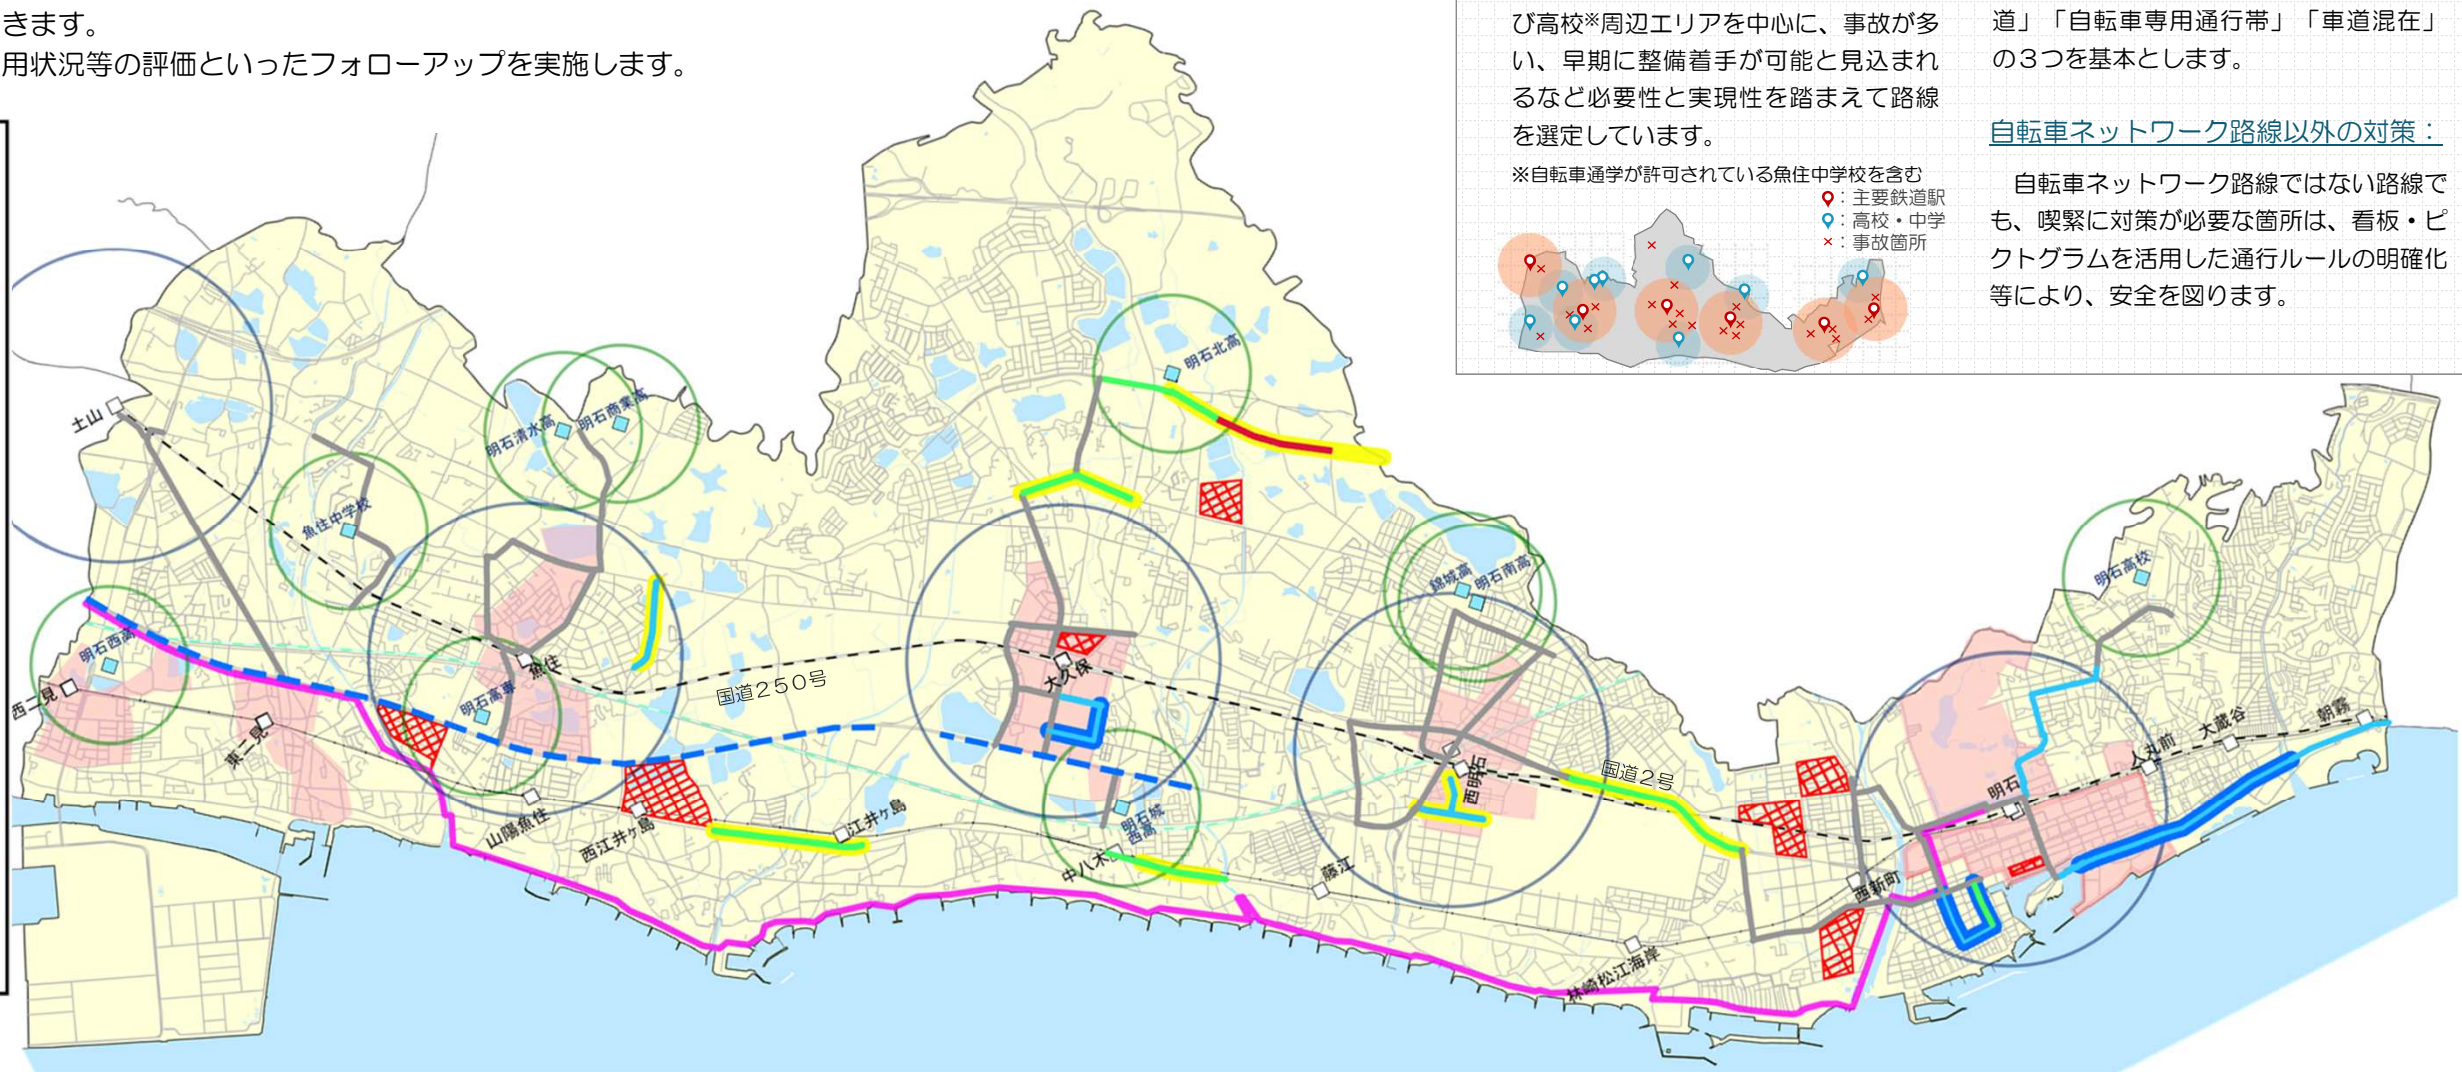 きます。
用状況等の評価といったフォローアップを実施します。
び高校※周辺エリアを中心に、事故が多
い、早期に整備着手が可能と見込まれ
るなど必要性と実現性を踏まえて路線
を選定しています。
※自転車通学が許可されている魚住中学校を含む
：主要鉄道駅
：高校・中学
×：事故箇所
道」「自転車専用通行帯」「車道混在」
の３つを基本とします。
自転車ネットワーク路線以外の対策：
自転車ネットワーク路線ではない路線で
も、喫緊に対策が必要な箇所は、看板・ピ
クトグラムを活用した通行ルールの明確化
等により、安全を図ります。
土山
魚住中学校
明石清水高
明石商業高
明石北高
錦城高
明石南高
明石高校
明石西高
西二見
東二見
明石高専
魚住
国道２５０号
大久保
山陽魚住
西江井ヶ島
江井ヶ島
中八木
明石城
西高
藤江
西明石
国道２号
林崎松江海岸
西新町
明石
人丸前
大蔵谷
朝霧